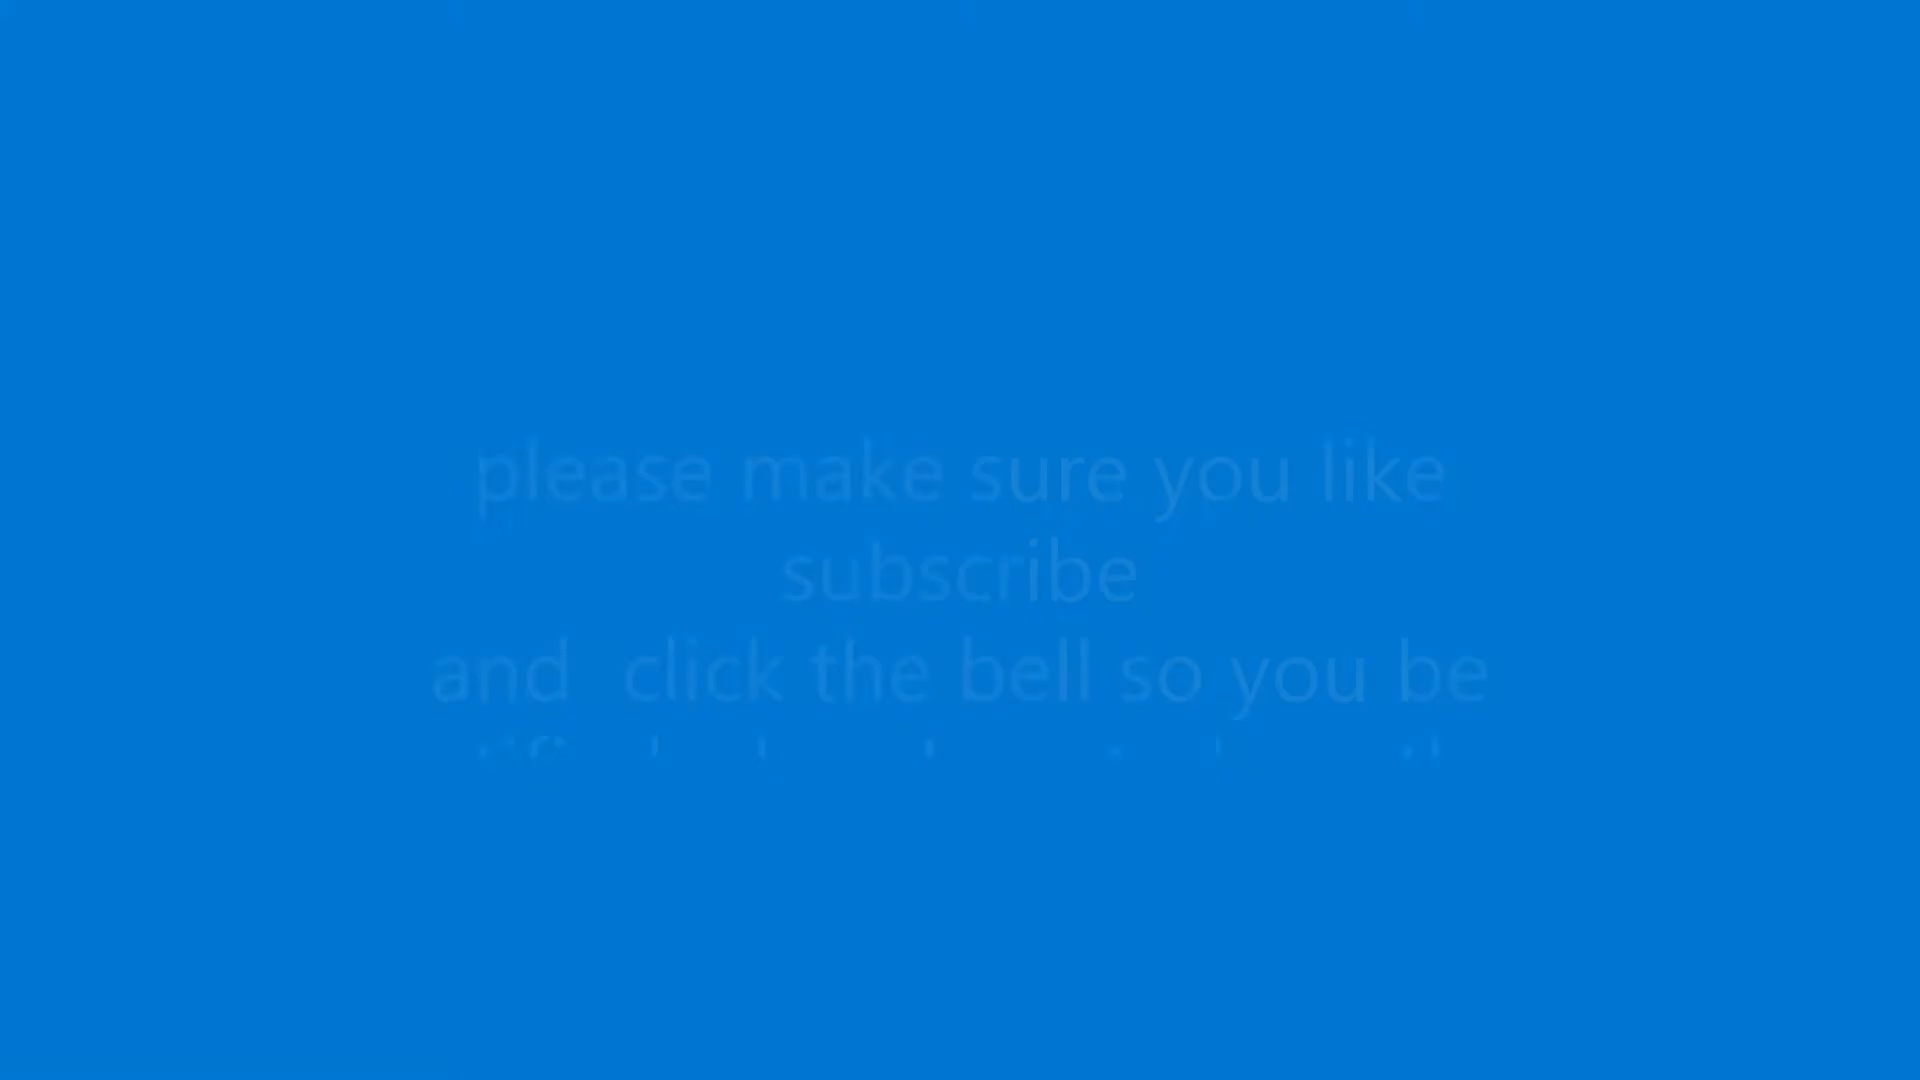 please make sure you like
subscribe
and  click the bell so you be